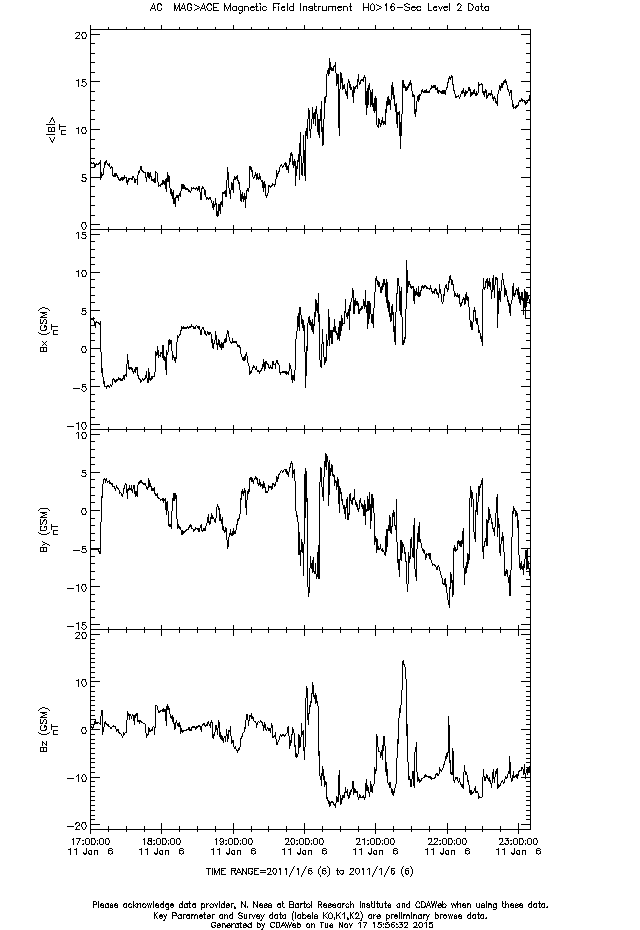 AC MAG>ACE Magnetic Field Instrument H0>16-Sec Level 2 Data
20
15
10
5
0
<|B|>
nT
15
10
5
0
-5
-10
Bx (GSM)
nT
10
5
0
-5
-10
-15
By (GSM)
nT
20
10
0
-10
-20
Bz (GSM)
nT
17:00:00 18:00:00 19:00:00 20:00:00 21:00:00 22:00:00 23:00:00
11 Jan 6 11 Jan 6 11 Jan 6 11 Jan 6 11 Jan 6 11 Jan 6 11 Jan 6
TIME RANGE=2011/1/6 (6) to 2011/1/6 (6)
Please acknowledge data provider, N. Ness at Bartol Research Institute and CDAWeb when using these data.
Key Parameter and Survey data (labels K0,K1,K2) are preliminary browse data.
Generated by CDAWeb on Tue Nov 17 15:56:32 2015